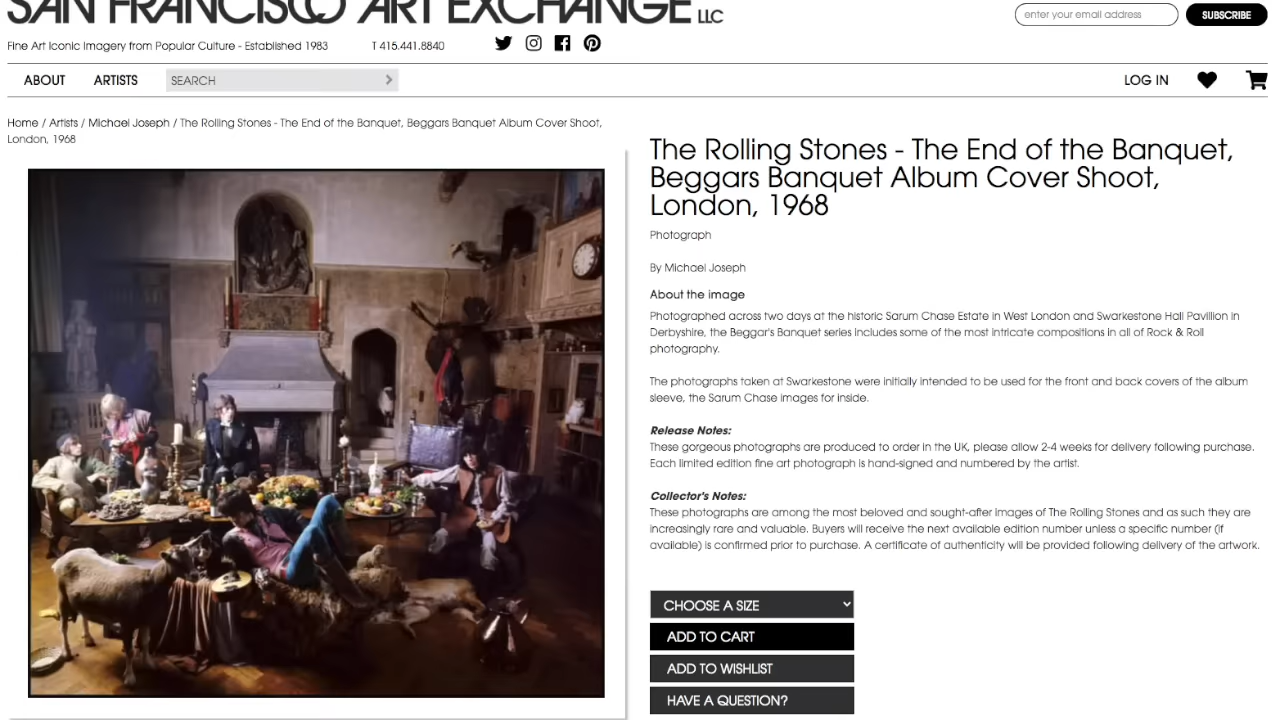 SAN FRANCISCO ART EXCHANGE LLC
enter your email address
SUBSCRIBE
Fine Art Iconic Imagery from Popular Culture - Established 1983
T 415.441.8840
ABOUT
ARTISTS
SEARCH
LOG IN
Home / Artists / Michael Joseph / The Rolling Stones - The End of the Banquet, Beggars Banquet Album Cover Shoot,
London, 1968
The Rolling Stones - The End of the Banquet,
Beggars Banquet Album Cover Shoot,
London, 1968
Photograph
By Michael Joseph
About the image
Photographed across two days at the historic Sarum Chase Estate in West London and Swarkestone Hall Pavillion in
Derbyshire, the Beggar's Banquet series includes some of the most intricate compositions in all of Rock & Roll
photography.
The photographs taken at Swarkestone were initially intended to be used for the front and back covers of the album
sleeve, the Sarum Chase images for inside.
Release Notes:
These gorgeous photographs are produced to order in the UK, please allow 2-4 weeks for delivery following purchase.
Each limited edition fine art photograph is hand-signed and numbered by the artist.
Collector's Notes:
These photographs are among the most beloved and sought-after images of The Rolling Stones and as such they are
increasingly rare and valuable. Buyers will receive the next available edition number unless a specific number (if
available) is confirmed prior to purchase. A certificate of authenticity will be provided following delivery of the artwork.
CHOOSE A SIZE
ADD TO CART
ADD TO WISHLIST
HAVE A QUESTION?